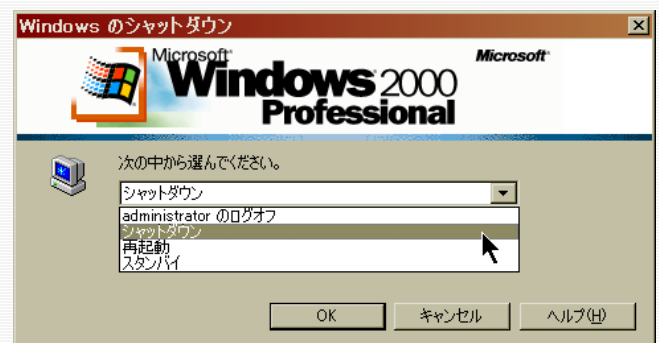 Windows のシャットダウン
Microsoft
Microsoft
Windows 2000
Professional
次の中から選んでください。
シャットダウン
administrator のログオフ
シャットダウン
再起動
スタンバイ
OK
キャンセル
ヘルプ(H)